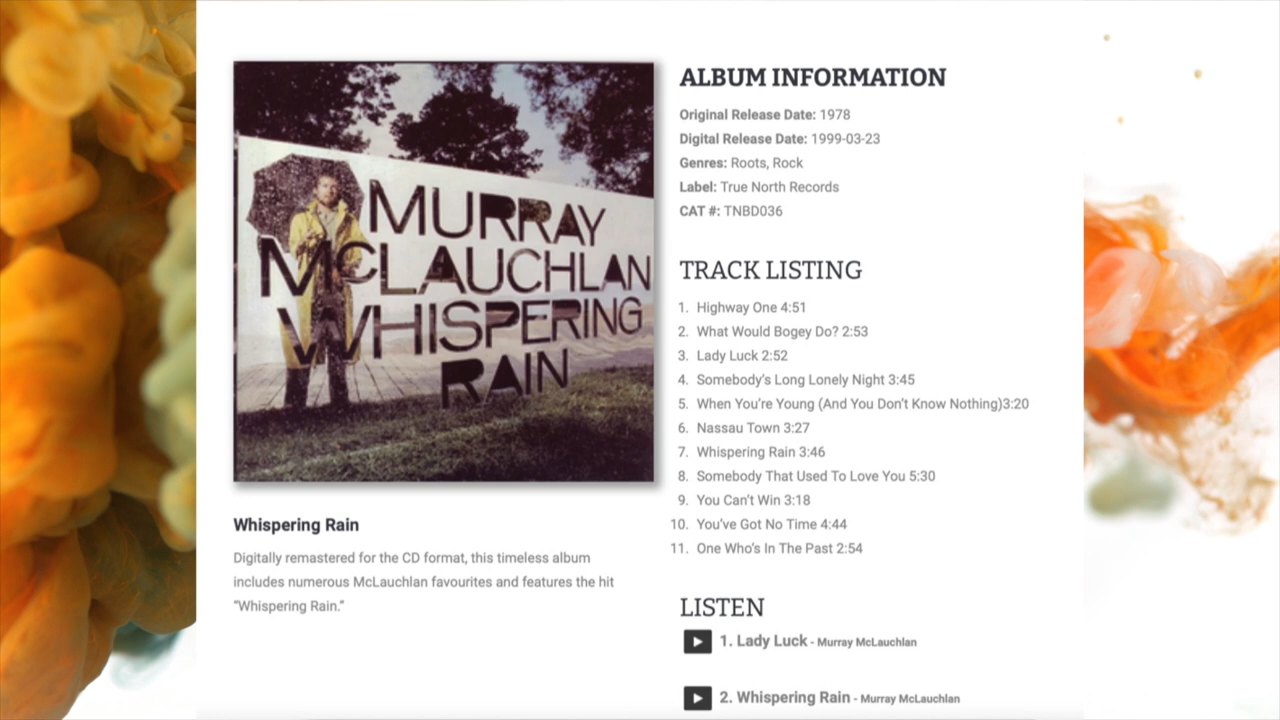 MURRAY
McLAUCHLAN
WHISPERING
RAIN
Whispering Rain
Digitally remastered for the CD format, this timeless album
includes numerous McLauchlan favourites and features the hit
“Whispering Rain.”
ALBUM INFORMATION
Original Release Date: 1978
Digital Release Date: 1999-03-23
Genres: Roots, Rock
Label: True North Records
CAT #: TNBD036
TRACK LISTING
1. Highway One 4:51
2. What Would Bogey Do? 2:53
3. Lady Luck 2:52
4. Somebody’s Long Lonely Night 3:45
5. When You’re Young (And You Don’t Know Nothing)3:20
6. Nassau Town 3:27
7. Whispering Rain 3:46
8. Somebody That Used To Love You 5:30
9. You Can’t Win 3:18
10. You’ve Got No Time 4:44
11. One Who’s In The Past 2:54
LISTEN
1. Lady Luck - Murray McLauchlan
2. Whispering Rain - Murray McLauchlan